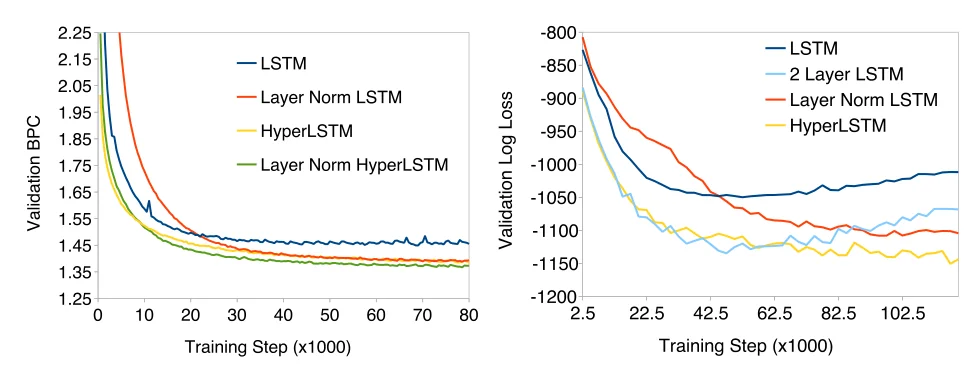 2.25
2.15
2.05
1.95
1.85
1.75
1.65
1.55
1.45
1.35
1.25
Validation BPC
LSTM
Layer Norm LSTM
HyperLSTM
Layer Norm HyperLSTM
0 10 20 30 40 50 60 70 80
Training Step (x1000)
-800
-850
-900
-950
-1000
-1050
-1100
-1150
-1200
Validation Log Loss
LSTM
2 Layer LSTM
Layer Norm LSTM
HyperLSTM
2.5 22.5 42.5 62.5 82.5 102.5
Training Step (x1000)